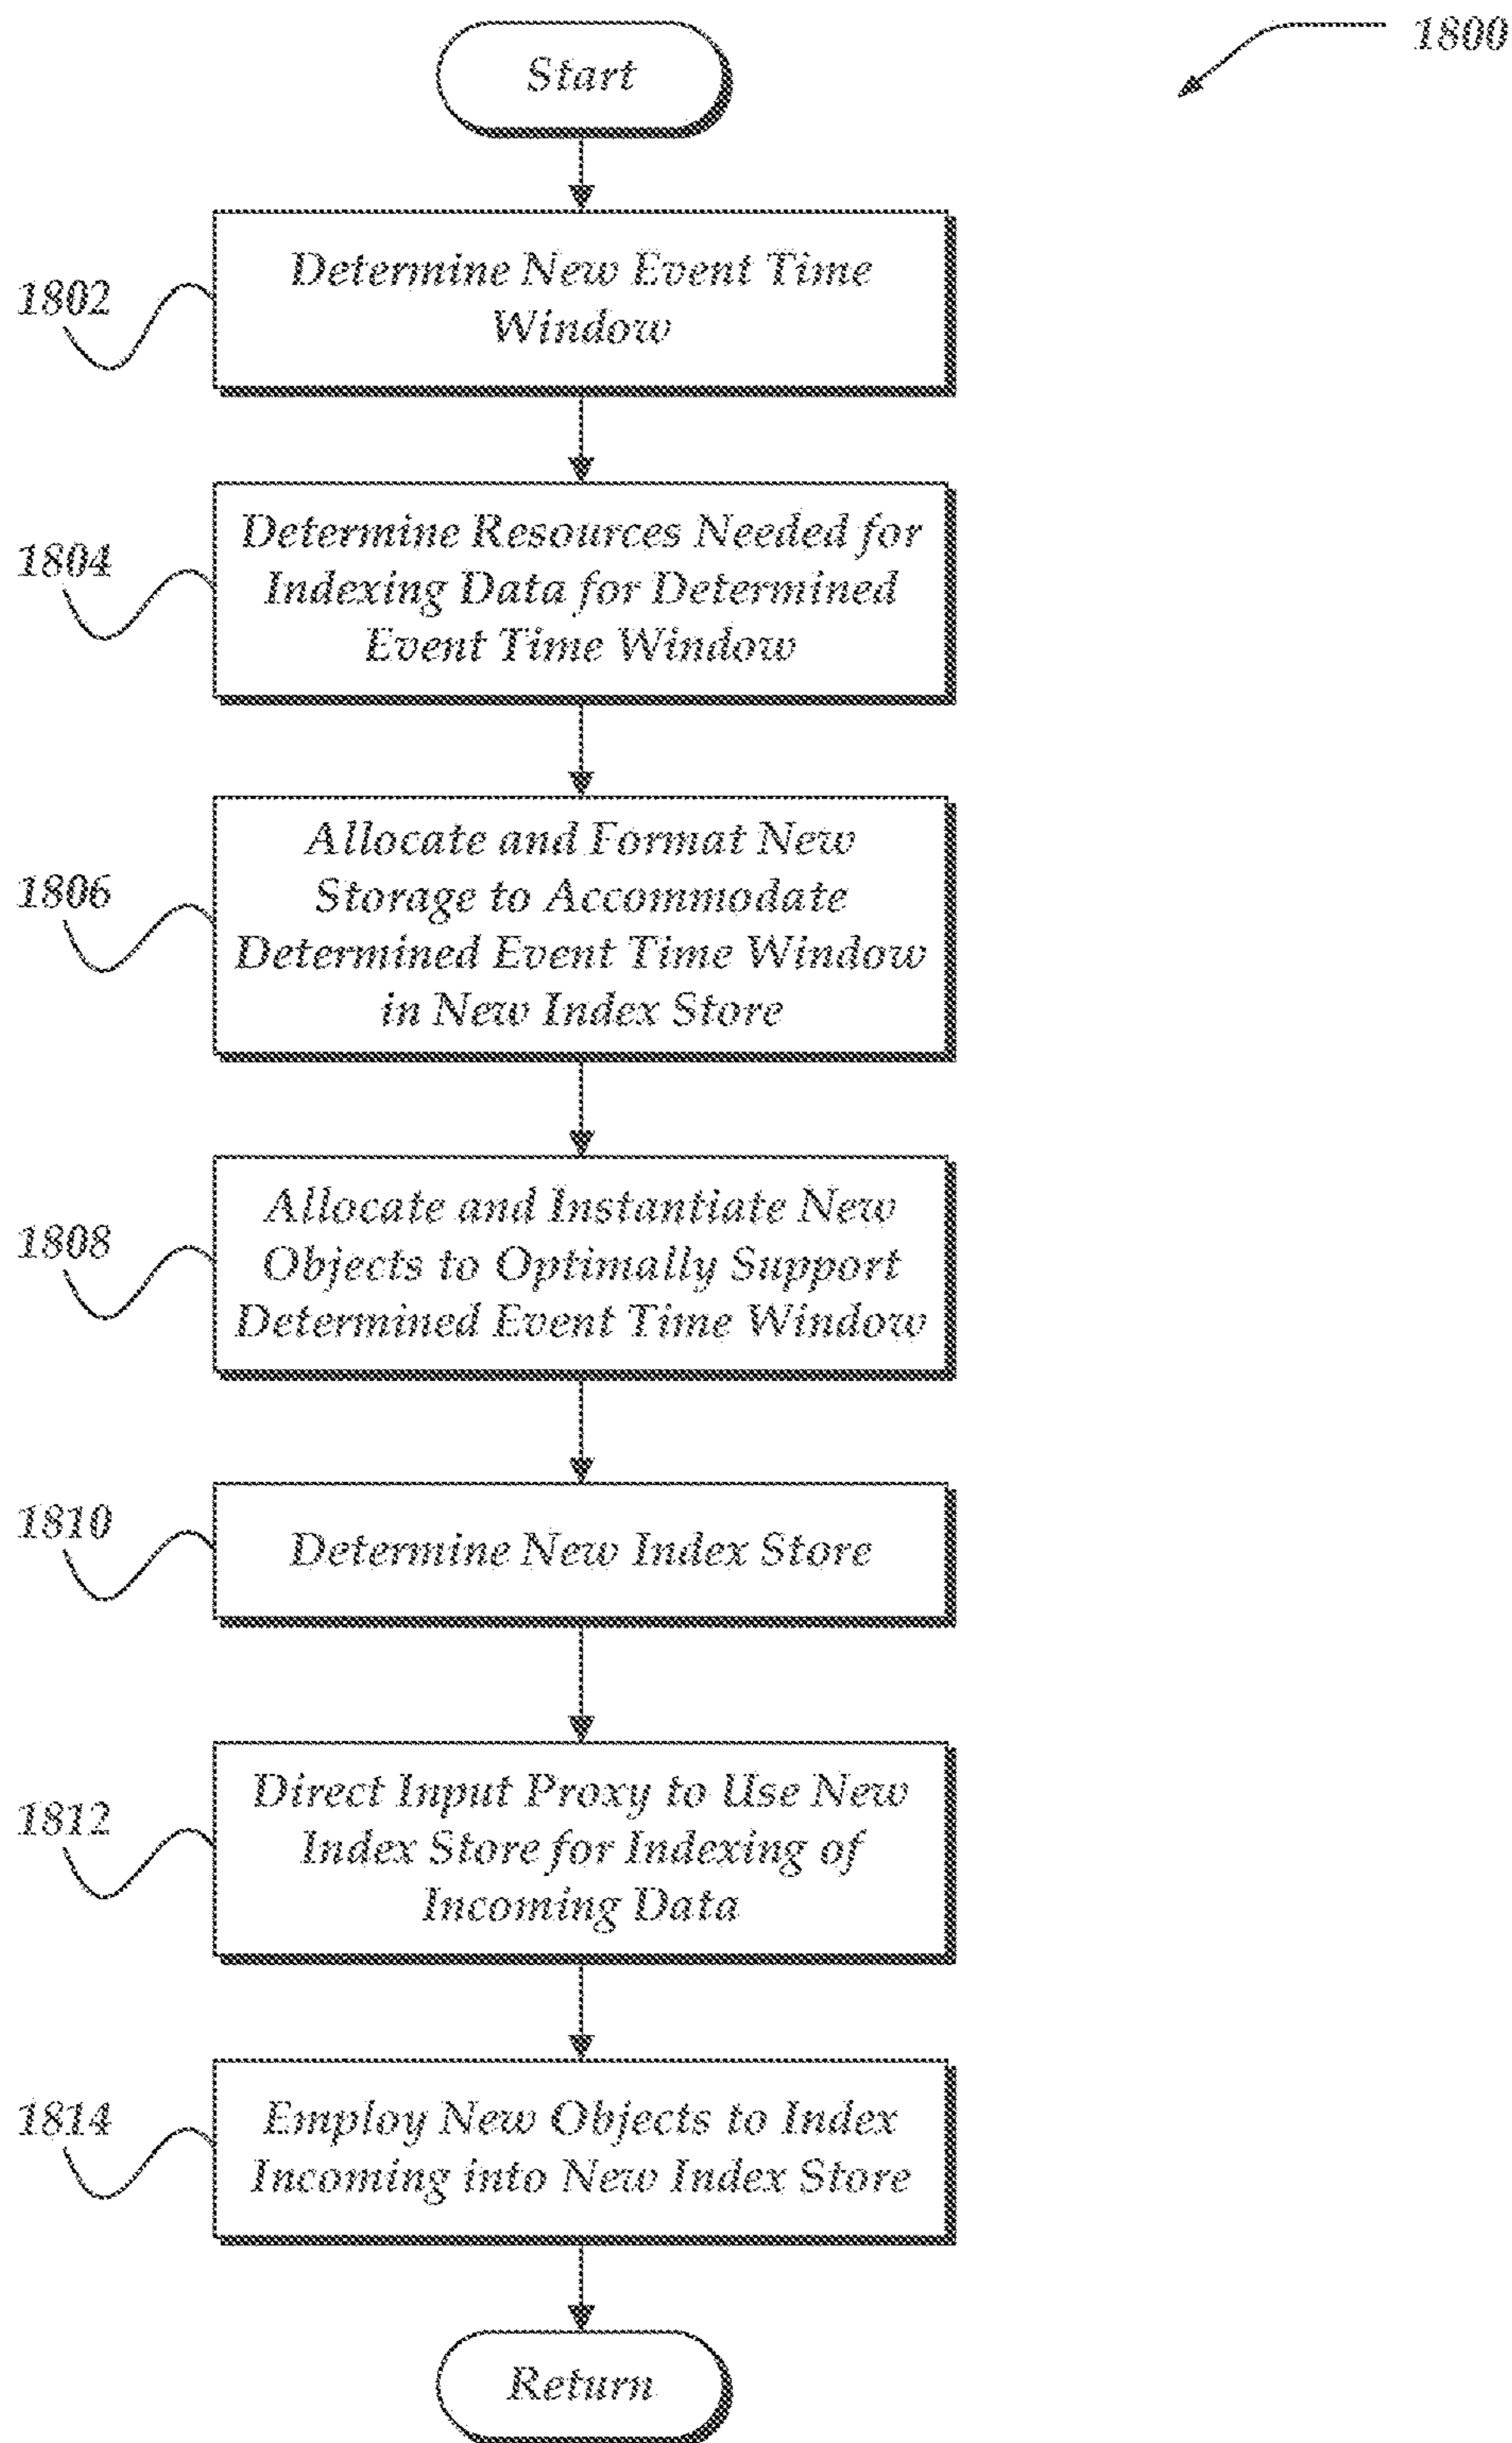 1800
Start
1802
Determine New Event Time
Window
1804
Determine Resources Needed for
Indexing Data for Determined
Event Time Window
1806
Allocate and Format New
Storage to Accommodate
Determined Event Time Window
in New Index Store
1808
Allocate and Instantiate New
Objects to Optimally Support
Determined Event Time Window
1810
Determine New Index Store
1812
Direct Input Proxy to Use New
Index Store for Indexing of
Incoming Data
1814
Employ New Objects to Index
Incoming into New Index Store
Return